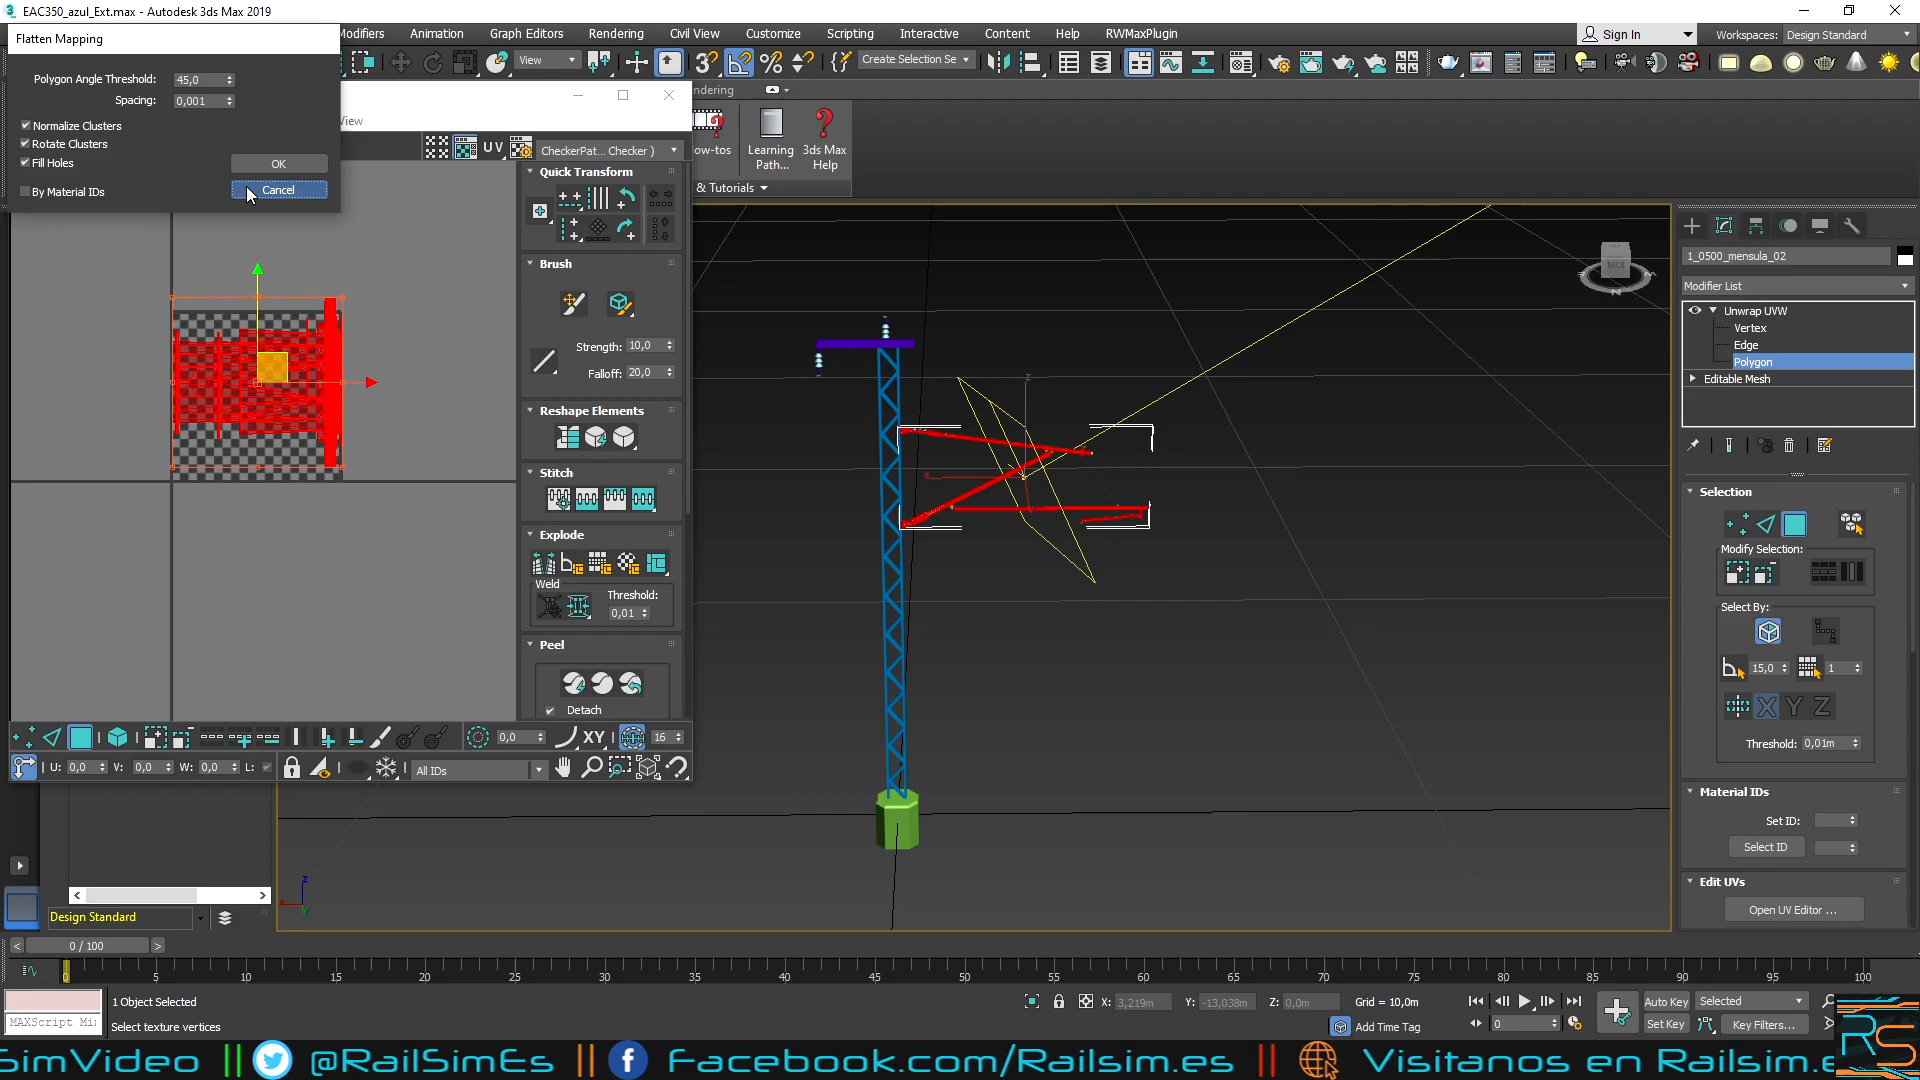 EAC350_azul_Ext.max - Autodesk 3ds Max 2019
Flatten Mapping
Modifiers Animation Graph Editors Rendering Civil View Customize Scripting Interactive Content Help RWMaxPlugin
Sign In
Workspaces: Design Standard
View
Create Selection Se
Polygon Angle Threshold: 45,0
Spacing: 0,001
Normalize Clusters
Rotate Clusters
Fill Holes
By Material IDs
OK
Cancel
ndering
View
UV
CheckerPat... Checker )
ow-tos
Learning Path...
3ds Max Help
& Tutorials
Quick Transform
Brush
Strength: 10,0
Falloff: 20,0
Reshape Elements
Stitch
Explode
Weld
Threshold:
0,01
Peel
Detach
0,0
XY
16
U: 0,0 V: 0,0 W: 0,0 L:
All IDs
BACK
1_0500_mensula_02
Modifier List
Unwrap UVW
Vertex
Edge
Polygon
Editable Mesh
Selection
Modify Selection:
Select By:
15,0
1
X Y Z
Threshold: 0,01m
Material IDs
Set ID:
Select ID
Edit UVs
Open UV Editor ...
Design Standard
0 / 100
0 5 10 15 20 25 30 35 40 45 50 55 60 65 70 75 80 85 90 95 100
1 Object Selected
X: 3,219m Y: -13,038m Z: 0,0m Grid = 10,0m
Auto Key Selected
MAXScript Mi
Select texture vertices
Add Time Tag
0
Set Key
Key Filters...
SimVideo || @RailSimEs || Facebook.com/Railsim.es || Visitanos en Railsim.e
RS